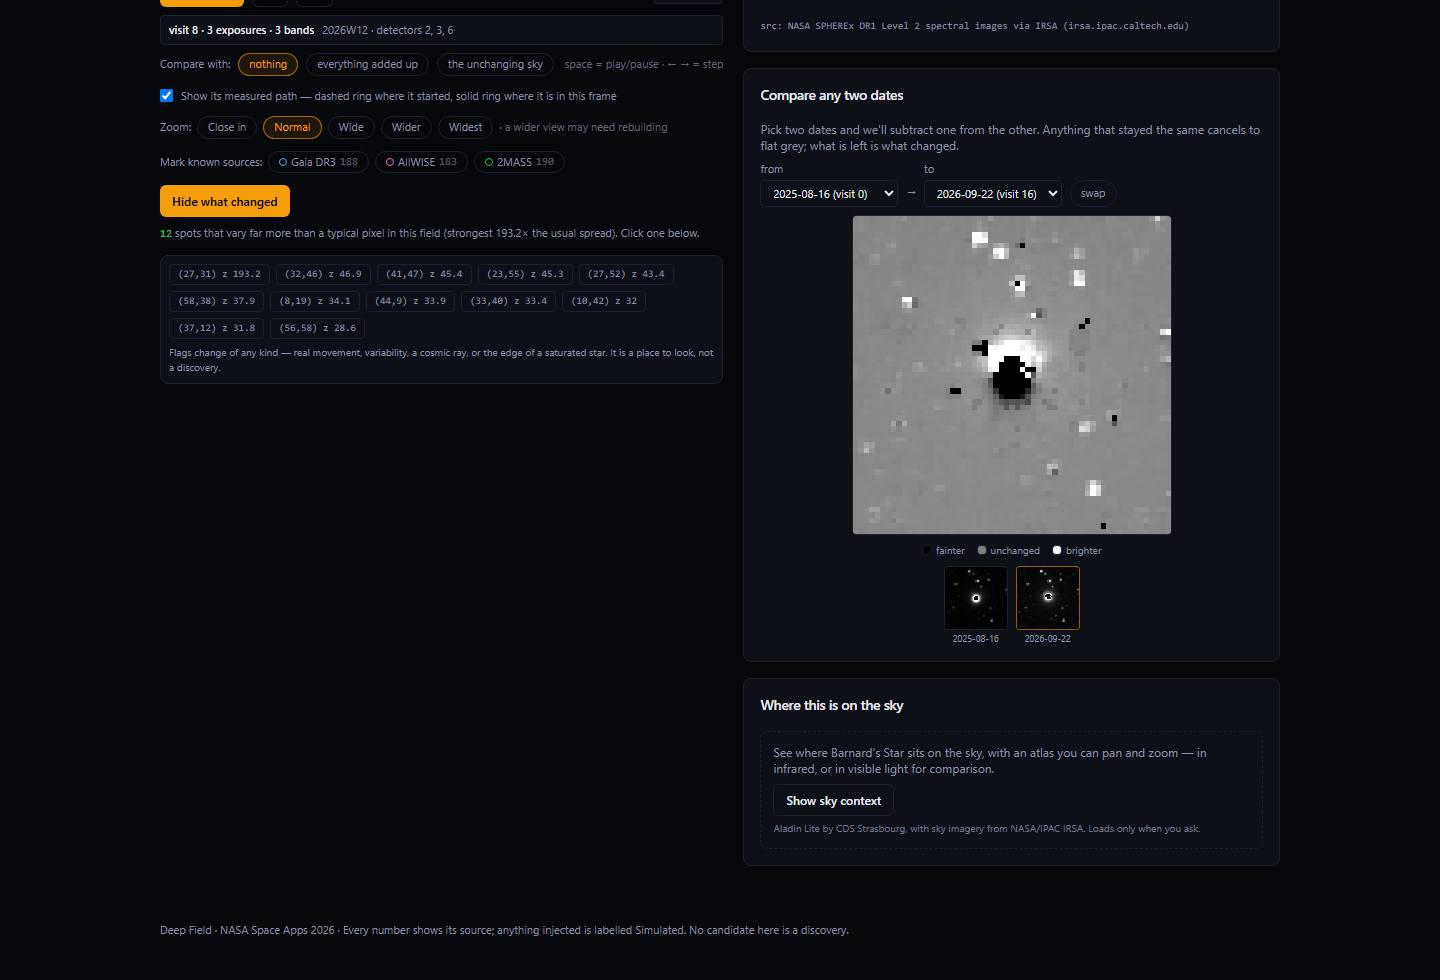 visit 8 · 3 exposures · 3 bands 2026W12 · detectors 2, 3, 6
Compare with: nothing everything added up the unchanging sky space = play/pause · ← → = step
Show its measured path — dashed ring where it started, solid ring where it is in this frame
Zoom: Close in Normal Wide Wider Widest · a wider view may need rebuilding
Mark known sources: Gaia DR3 188 AllWISE 183 2MASS 190
Hide what changed
12 spots that vary far more than a typical pixel in this field (strongest 193.2× the usual spread). Click one below.
(27,31) z 193.2 (32,46) z 46.9 (41,47) z 45.4 (23,55) z 45.3 (27,52) z 43.4
(58,38) z 37.9 (8,19) z 34.1 (44,9) z 33.9 (33,40) z 33.4 (10,42) z 32
(37,12) z 31.8 (56,58) z 28.6
Flags change of any kind — real movement, variability, a cosmic ray, or the edge of a saturated star. It is a place to look, not
a discovery.
src: NASA SPHEREx DR1 Level 2 spectral images via IRSA (irsa.ipac.caltech.edu)
Compare any two dates
Pick two dates and we'll subtract one from the other. Anything that stayed the same cancels to
flat grey; what is left is what changed.
from to
2025-08-16 (visit 0) → 2026-09-22 (visit 16) swap
fainter unchanged brighter
2025-08-16 2026-09-22
Where this is on the sky
See where Barnard's Star sits on the sky, with an atlas you can pan and zoom — in
infrared, or in visible light for comparison.
Show sky context
Aladin Lite by CDS Strasbourg, with sky imagery from NASA/IPAC IRSA. Loads only when you ask.
Deep Field · NASA Space Apps 2026 · Every number shows its source; anything injected is labelled Simulated. No candidate here is a discovery.